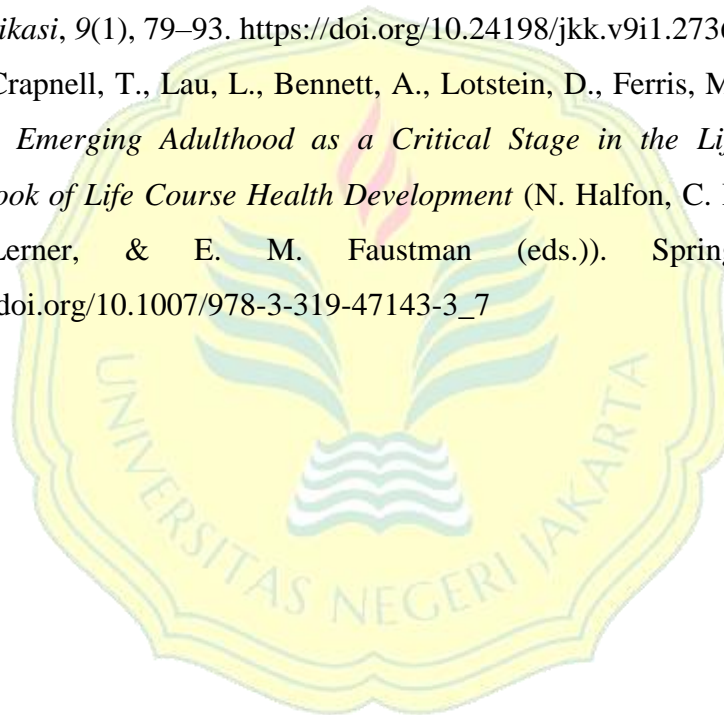 ikasi, 9(1), 79–93. https://doi.org/10.24198/jkk.v9i1.273
Crapnell, T., Lau, L., Bennett, A., Lotstein, D., Ferris, M
Emerging Adulthood as a Critical Stage in the Li
ook of Life Course Health Development (N. Halfon, C.
Lerner, & E. M. Faustman (eds.)). Spring
doi.org/10.1007/978-3-319-47143-3_7
UNIVERSITAS NEGERI JAKARTA